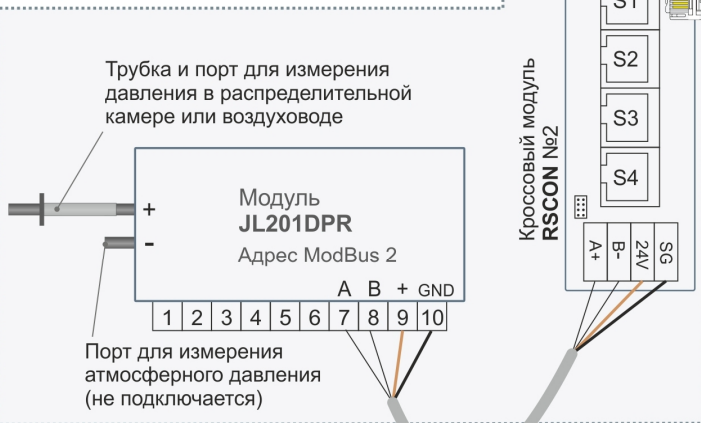 S1
S2
S3
S4
Трубка и порт для измерения
давления в распределительной
камере или воздуховоде
Кроссовый модуль
RSCON №2
+
-
Модуль
JL201DPR
Адрес ModBus 2
A B + GND
1 2 3 4 5 6 7 8 9 10
A+ B- 24V SG
Порт для измерения
атмосферного давления
(не подключается)